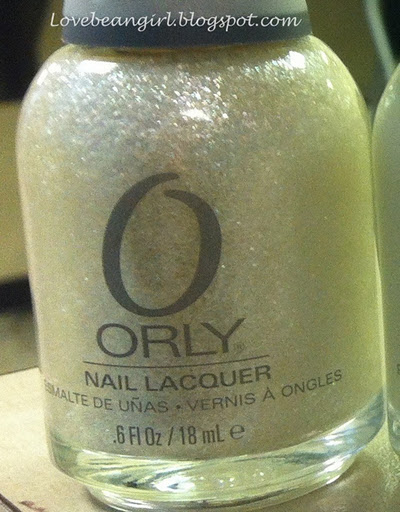 Lovebeangirl.blogspot.com
O
ORLY®
NAIL LACQUER
ESMALTE DE UÑAS • VERNIS À ONGLES
.6 Fl Oz / 18 mL ℮